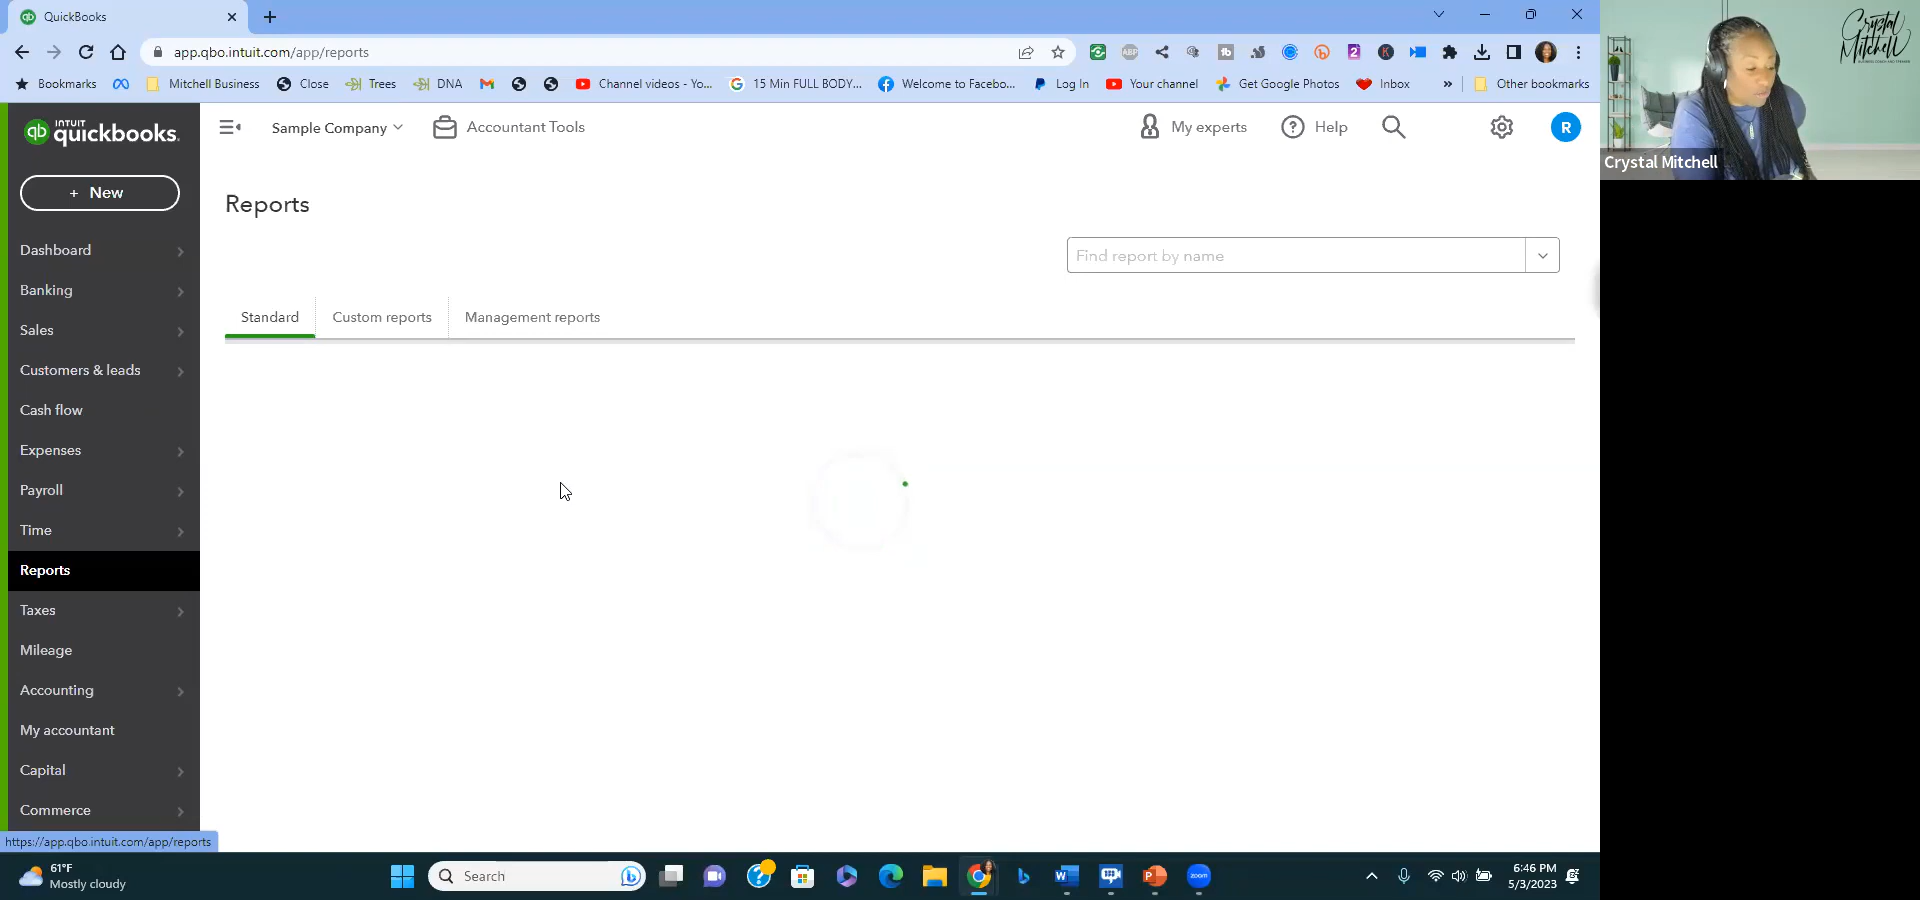 QuickBooks
app.qbo.intuit.com/app/reports
Bookmarks
Mitchell Business
Close
Trees
DNA
Channel videos - Yo...
15 Min FULL BODY...
Welcome to Facebo...
Log In
Your channel
Get Google Photos
Inbox
»
Other bookmarks
Crystal Mitchell
Crystal Mitchell
INTUIT
quickbooks.
Sample Company
Accountant Tools
My experts
Help
R
+ New
Reports
Find report by name
Dashboard
Banking
Sales
Customers & leads
Cash flow
Expenses
Payroll
Time
Reports
Taxes
Mileage
Accounting
My accountant
Capital
Commerce
Standard
Custom reports
Management reports
https://app.qbo.intuit.com/app/reports
61°F
Mostly cloudy
Search
zoom
6:46 PM
5/3/2023